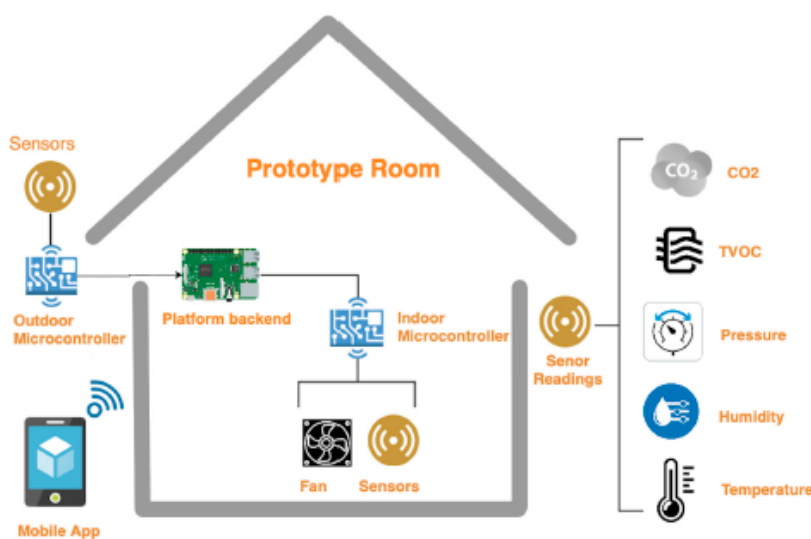 Prototype Room
Sensors
Outdoor
Microcontroller
Platform backend
Indoor
Microcontroller
Fan
Sensors
Mobile App
Senor
Readings
CO₂
CO2
TVOC
Pressure
Humidity
Temperature